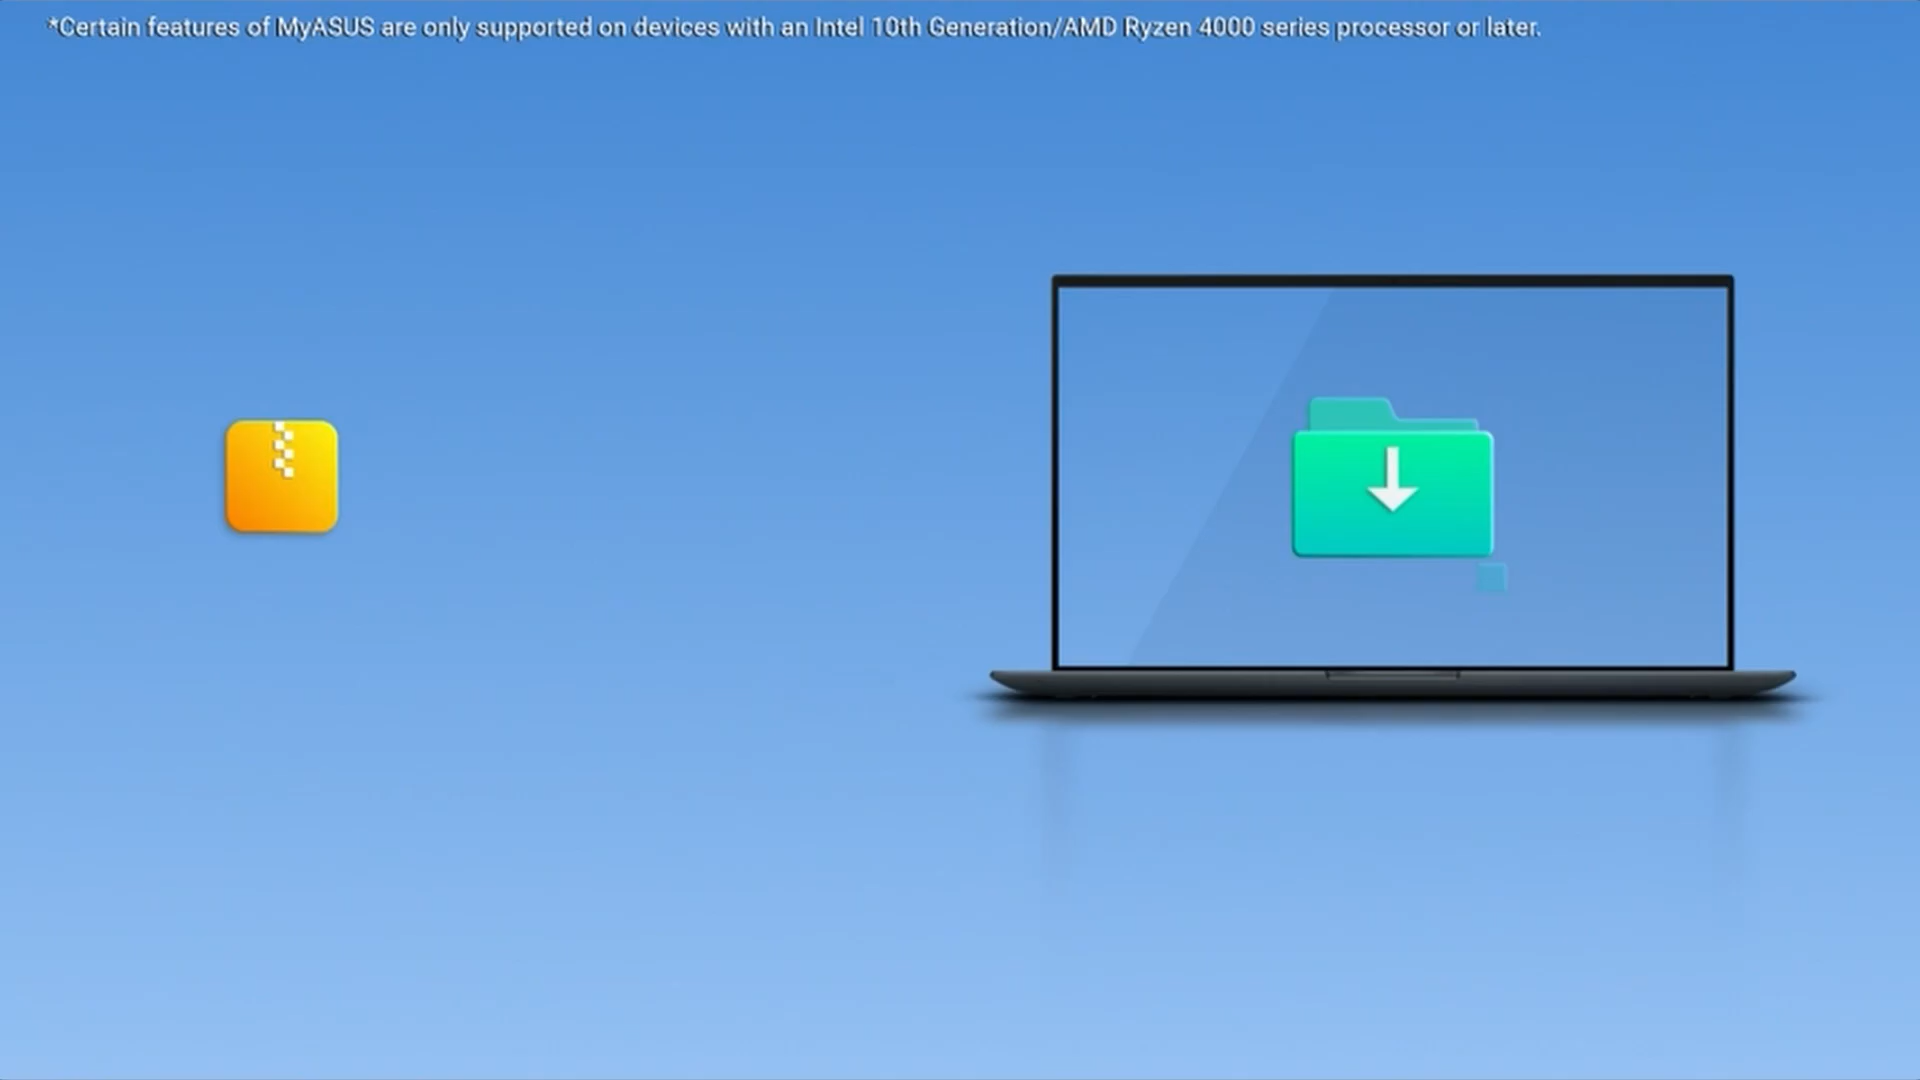 *Certain features of MyASUS are only supported on devices with an Intel 10th Generation/AMD Ryzen 4000 series processor or later.